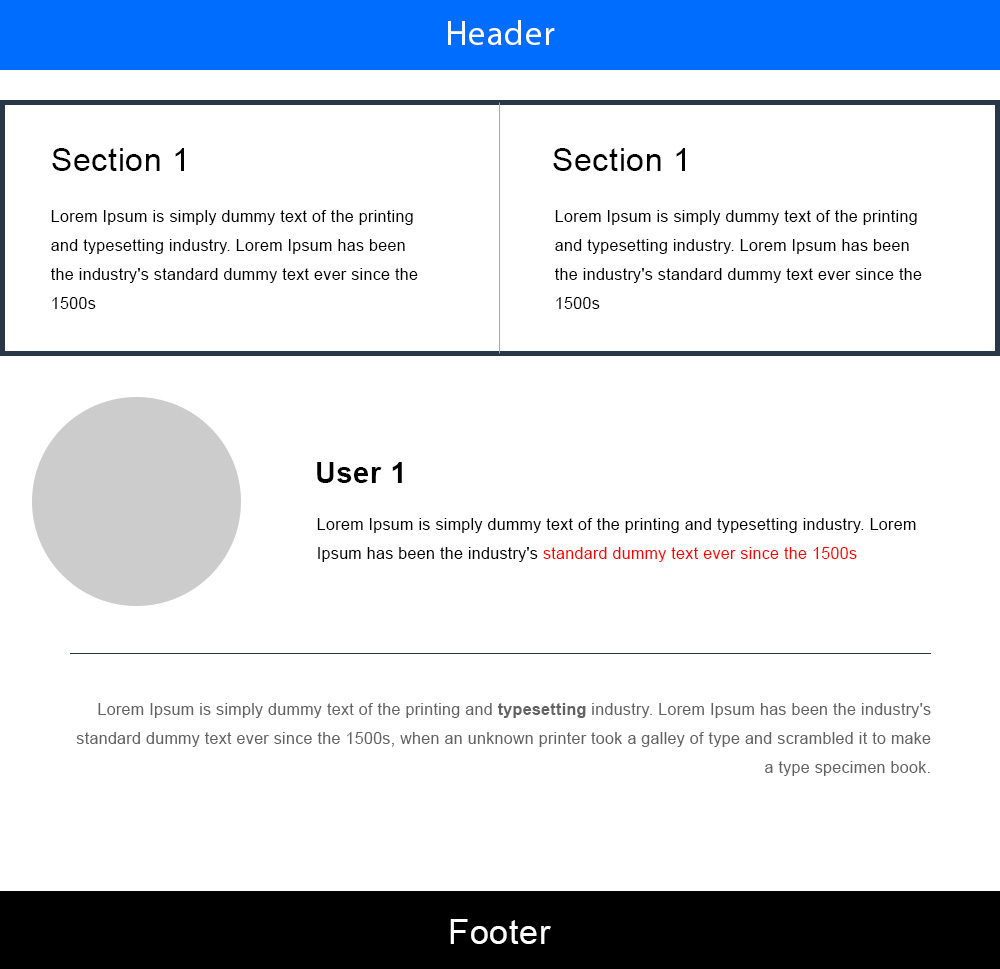 Header
Section 1
Lorem Ipsum is simply dummy text of the printing
and typesetting industry. Lorem Ipsum has been
the industry's standard dummy text ever since the
1500s
Section 1
Lorem Ipsum is simply dummy text of the printing
and typesetting industry. Lorem Ipsum has been
the industry's standard dummy text ever since the
1500s
User 1
Lorem Ipsum is simply dummy text of the printing and typesetting industry. Lorem
Ipsum has been the industry's standard dummy text ever since the 1500s
Lorem Ipsum is simply dummy text of the printing and typesetting industry. Lorem Ipsum has been the industry's
standard dummy text ever since the 1500s, when an unknown printer took a galley of type and scrambled it to make
a type specimen book.
Footer